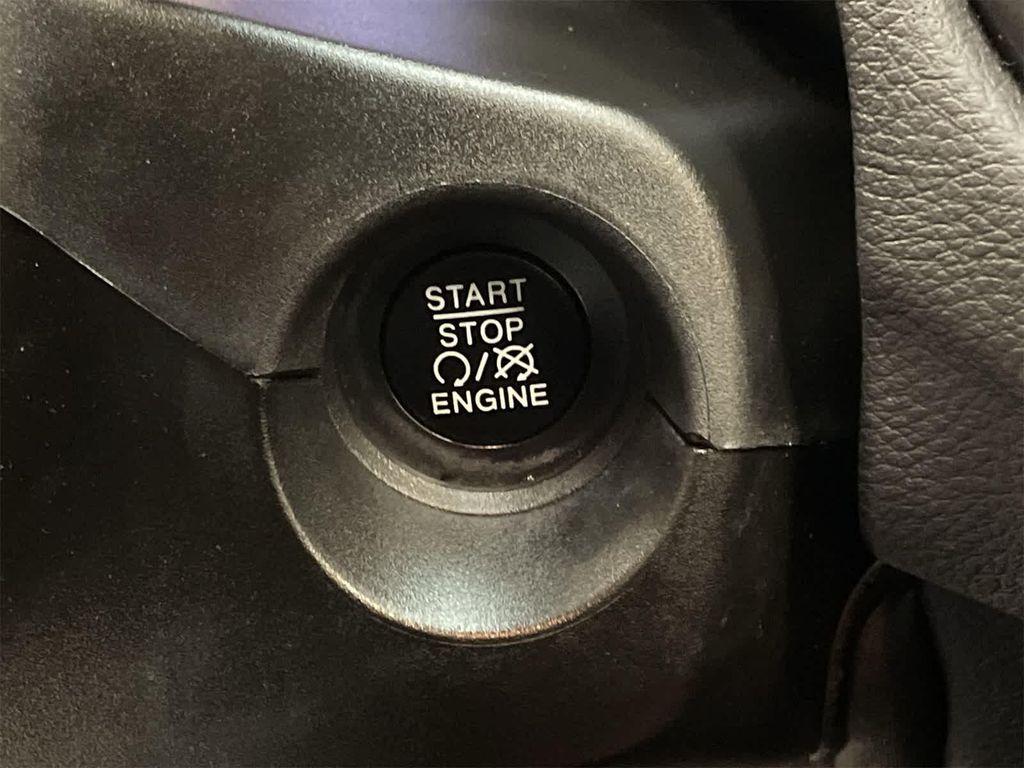 START
STOP
/
ENGINE